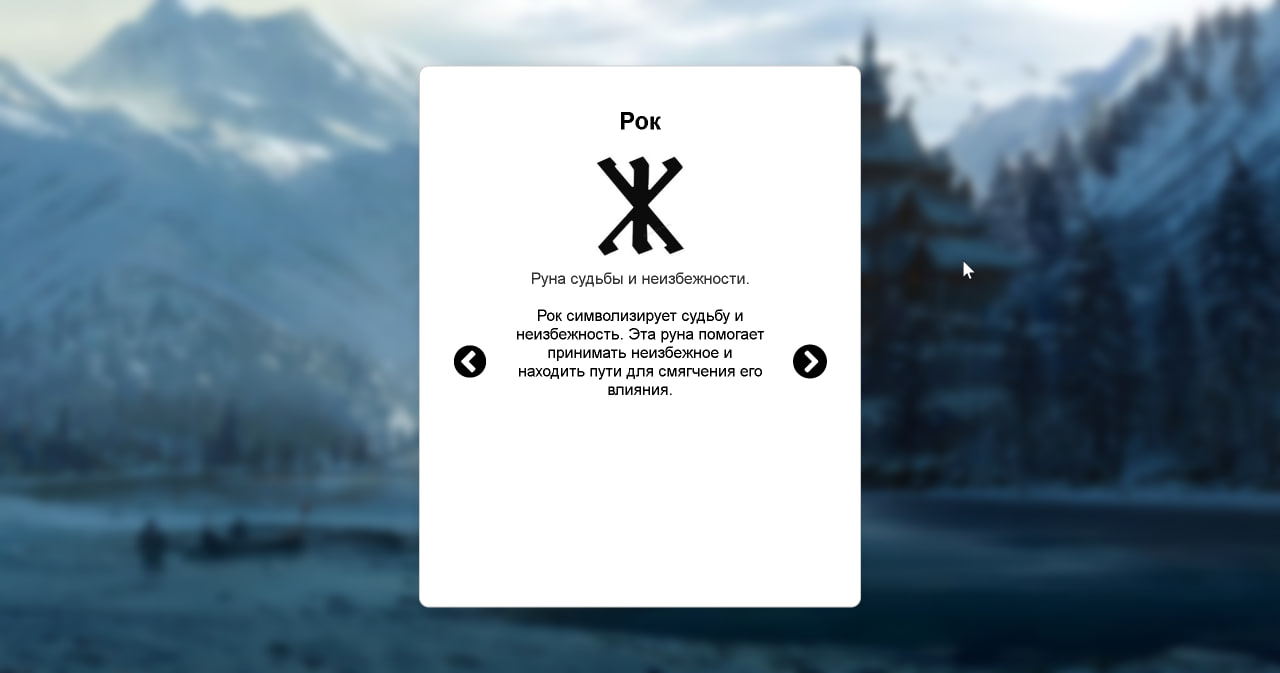 Рок
Руна судьбы и неизбежности.
Рок символизирует судьбу и
неизбежность. Эта руна помогает
принимать неизбежное и
находить пути для смягчения его
влияния.